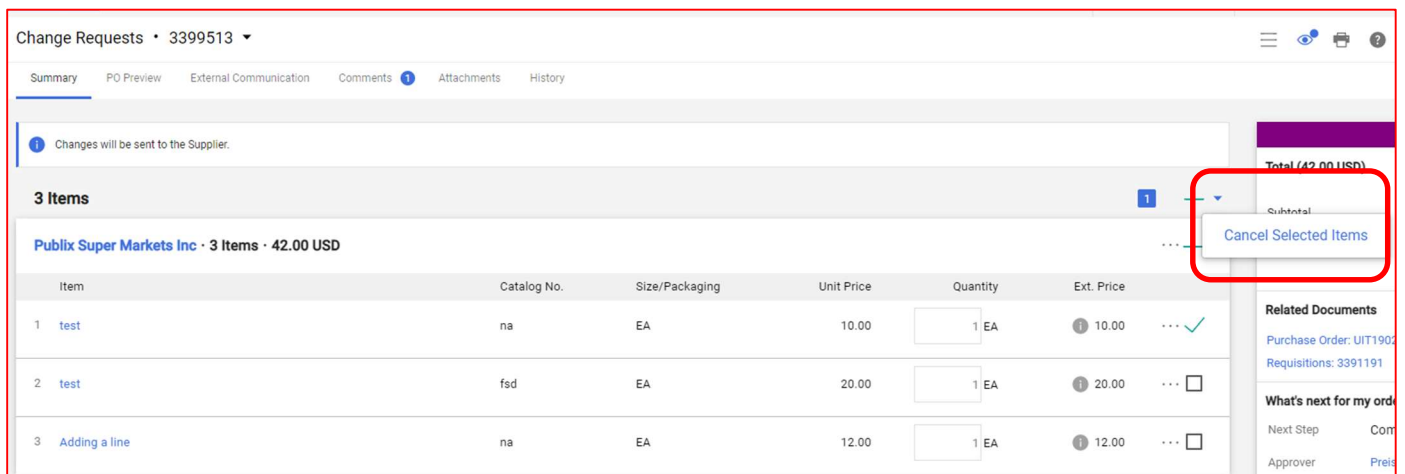 Change Requests • 3399513
Summary PO Preview External Communication Comments 1 Attachments History
Changes will be sent to the Supplier.
Total (42.00 USD)
3 Items 1
Subtotal
Cancel Selected Items
Publix Super Markets Inc · 3 Items · 42.00 USD ...
Item Catalog No. Size/Packaging Unit Price Quantity Ext. Price
1 test na EA 10.00 1 EA 10.00 ...
2 test fsd EA 20.00 1 EA 20.00 ...
3 Adding a line na EA 12.00 1 EA 12.00 ...
Related Documents
Purchase Order: UIT1902
Requisitions: 3391191
What's next for my orde
Next Step Com
Approver Preis